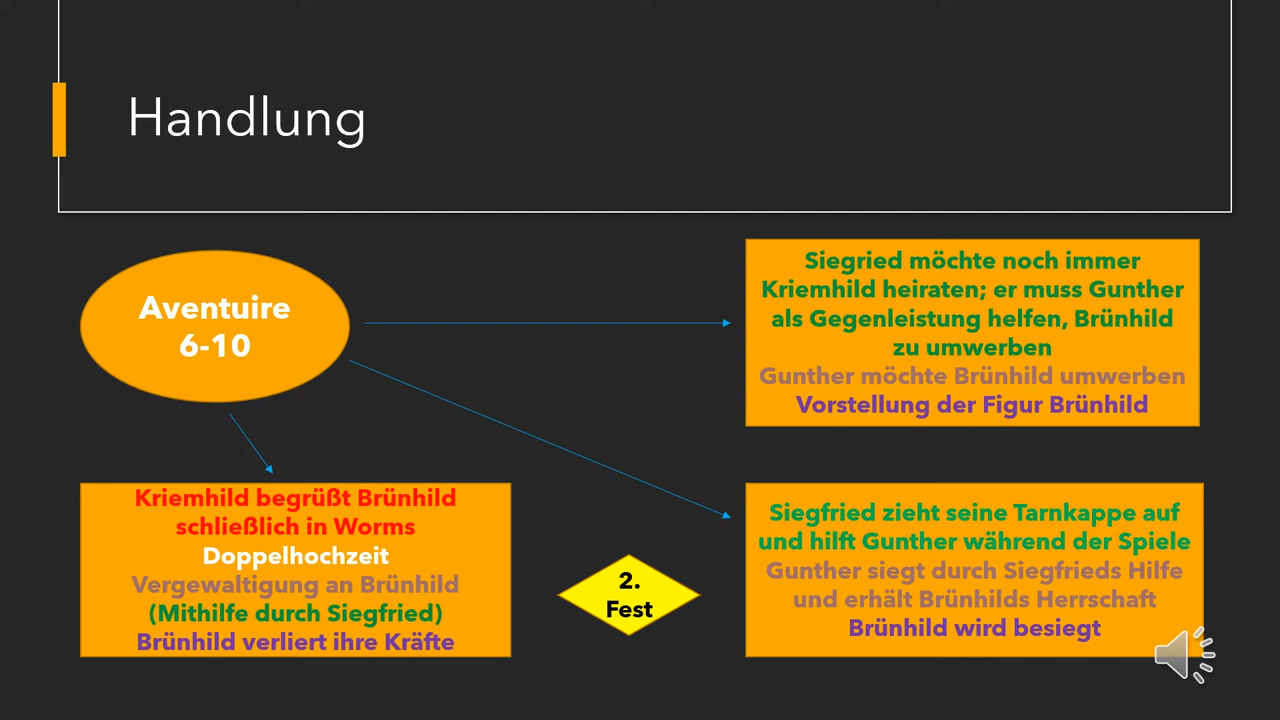 Handlung
Aventuire
6-10
Siegried möchte noch immer
Kriemhild heiraten; er muss Gunther
als Gegenleistung helfen, Brünhild
zu umwerben
Gunther möchte Brünhild umwerben
Vorstellung der Figur Brünhild
Kriemhild begrüßt Brünhild
schließlich in Worms
Doppelhochzeit
Vergewaltigung an Brünhild
(Mithilfe durch Siegfried)
Brünhild verliert ihre Kräfte
2.
Fest
Siegfried zieht seine Tarnkappe auf
und hilft Gunther während der Spiele
Gunther siegt durch Siegfrieds Hilfe
und erhält Brünhilds Herrschaft
Brünhild wird besiegt